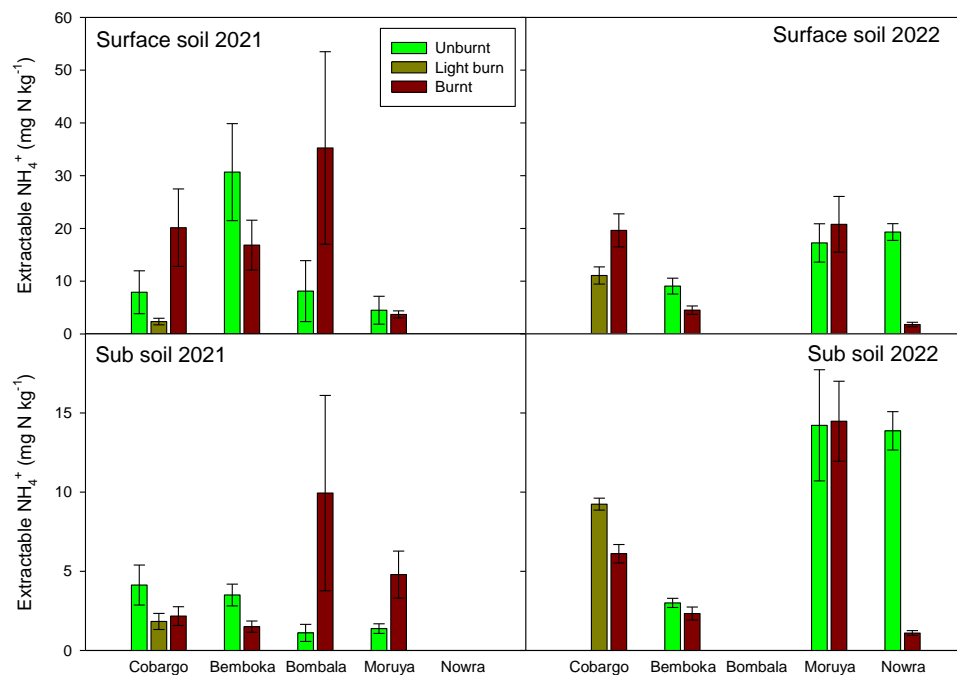 Surface soil 2021
Unburnt
Light burn
Burnt
Surface soil 2022
Extractable NH₄⁺ (mg N kg⁻¹)
60
50
40
30
20
10
0
Sub soil 2021
Sub soil 2022
Extractable NH₄⁺ (mg N kg⁻¹)
15
10
5
0
Cobargo Bemboka Bombala Moruya Nowra
Cobargo Bemboka Bombala Moruya Nowra